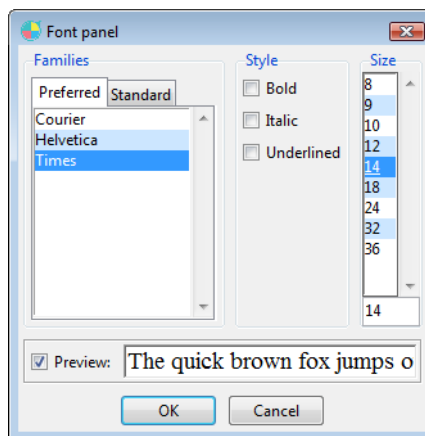 Font panel
Families
Preferred Standard
Courier
Helvetica
Times
Style
Bold
Italic
Underlined
Size
8
9
10
12
14
18
24
32
36
14
Preview: The quick brown fox jumps o
OK Cancel